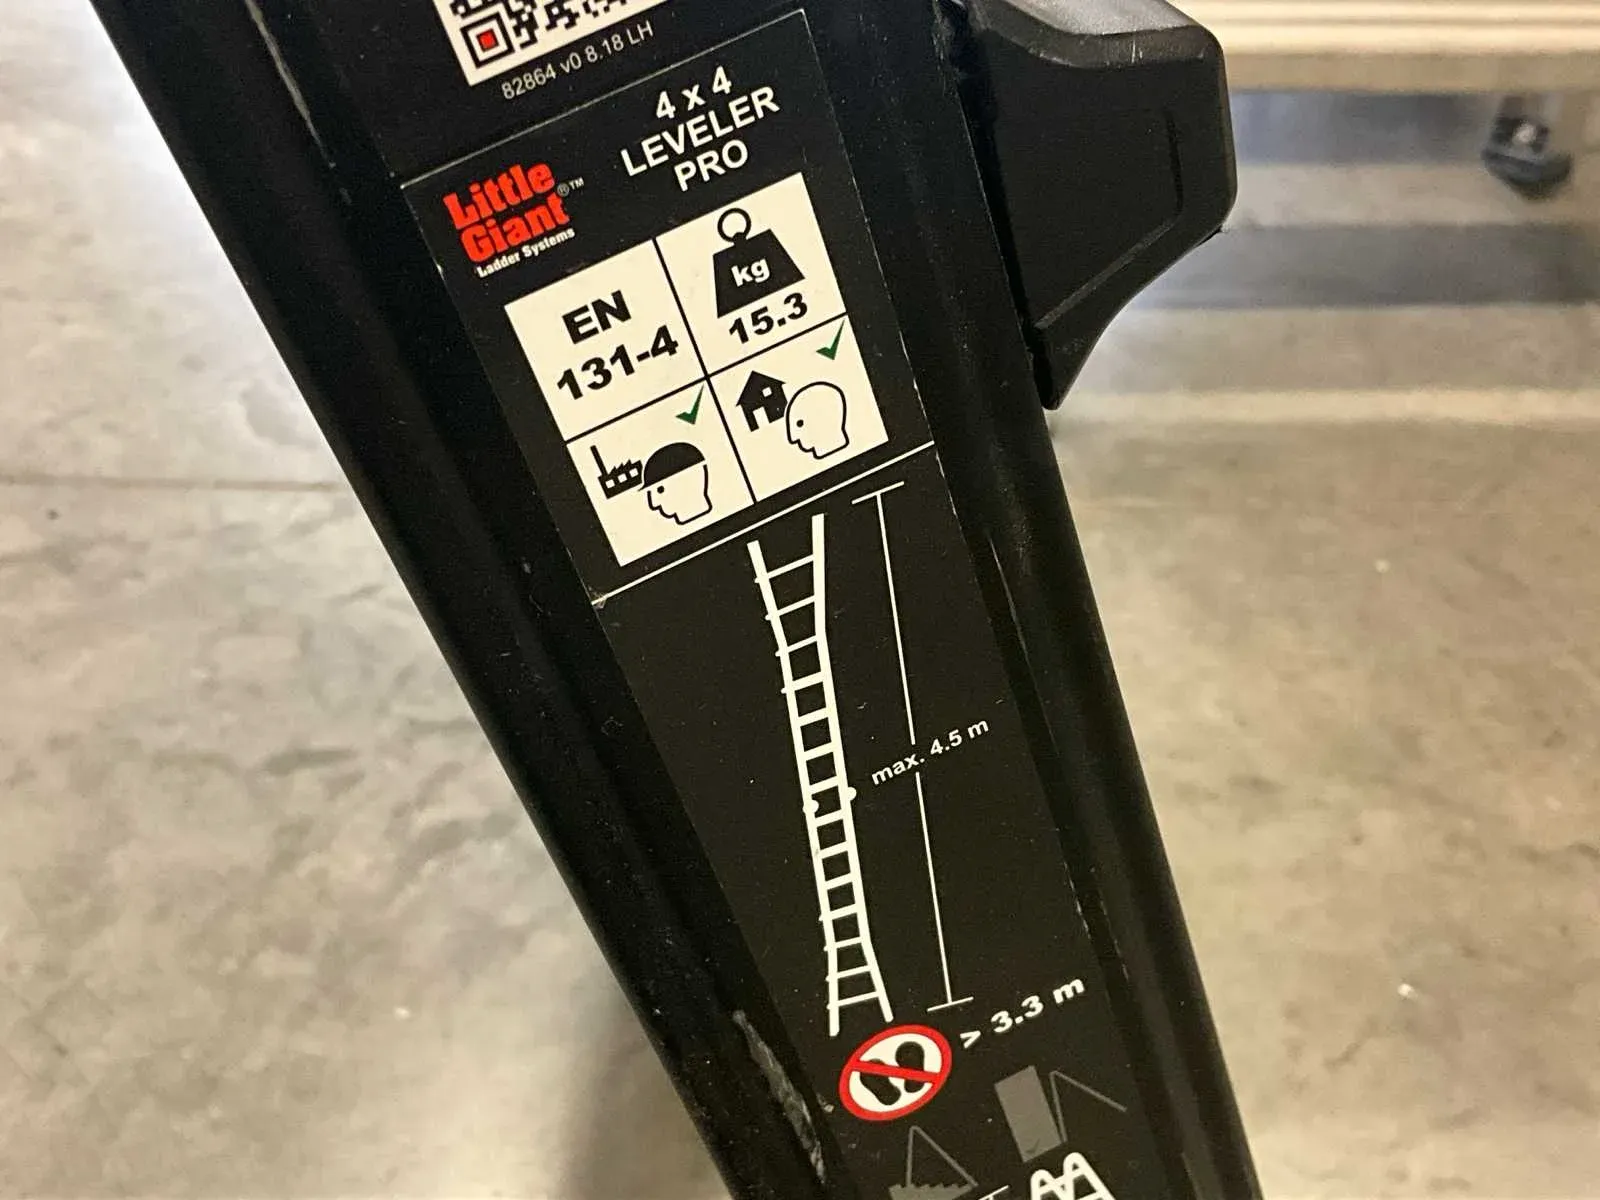 82864 v0 8.18 LH
4 x 4
LEVELER
PRO
Little
Giant®™
Ladder Systems
EN
131-4
kg
15.3
max. 4.5 m
> 3.3 m